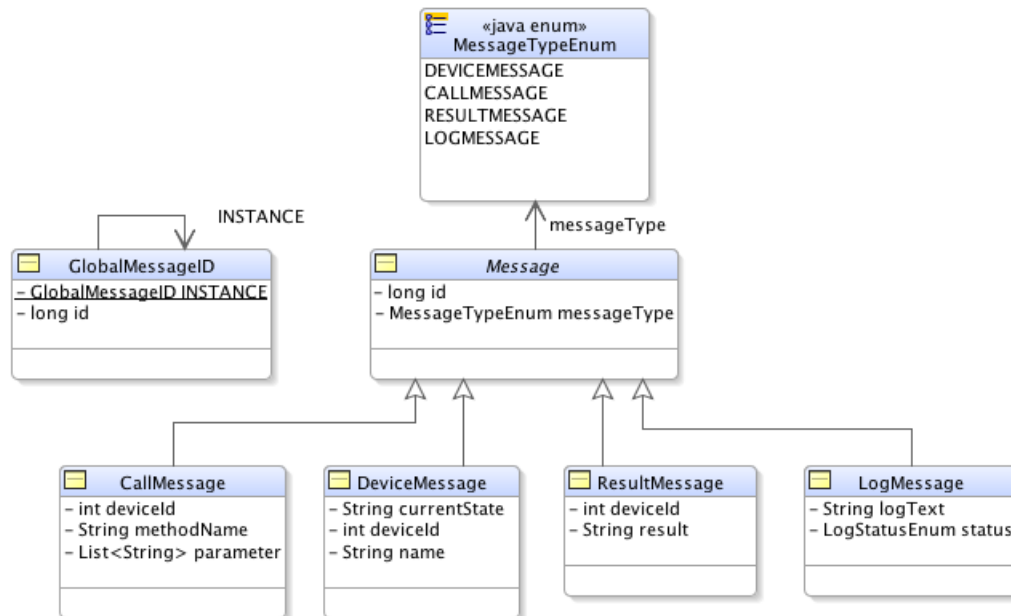 «java enum»
MessageTypeEnum
DEVICEMESSAGE
CALLMESSAGE
RESULTMESSAGE
LOGMESSAGE
INSTANCE
messageType
GlobalMessageID
- GlobalMessageID INSTANCE
- long id
Message
- long id
- MessageTypeEnum messageType
CallMessage
- int deviceId
- String methodName
- List<String> parameter
DeviceMessage
- String currentState
- int deviceId
- String name
ResultMessage
- int deviceId
- String result
LogMessage
- String logText
- LogStatusEnum status